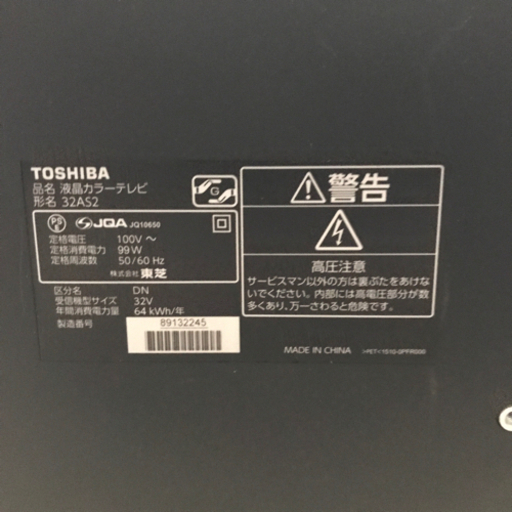 TOSHIBA
品名 液晶カラーテレビ
形名 32AS2
G
PS E JQA JQ10650
定格電圧 100V ～
定格消費電力 99W
定格周波数 50/60 Hz
株式会社 東芝
区分名 DN
受信機型サイズ 32V
年間消費電力量 64 kWh/年
製造番号
89132245
警告
高圧注意
サービスマン以外の方は裏ぶたをあけな
いでください。内部には高電圧部分が数
多くあり、万一さわると危険です。
MADE IN CHINA